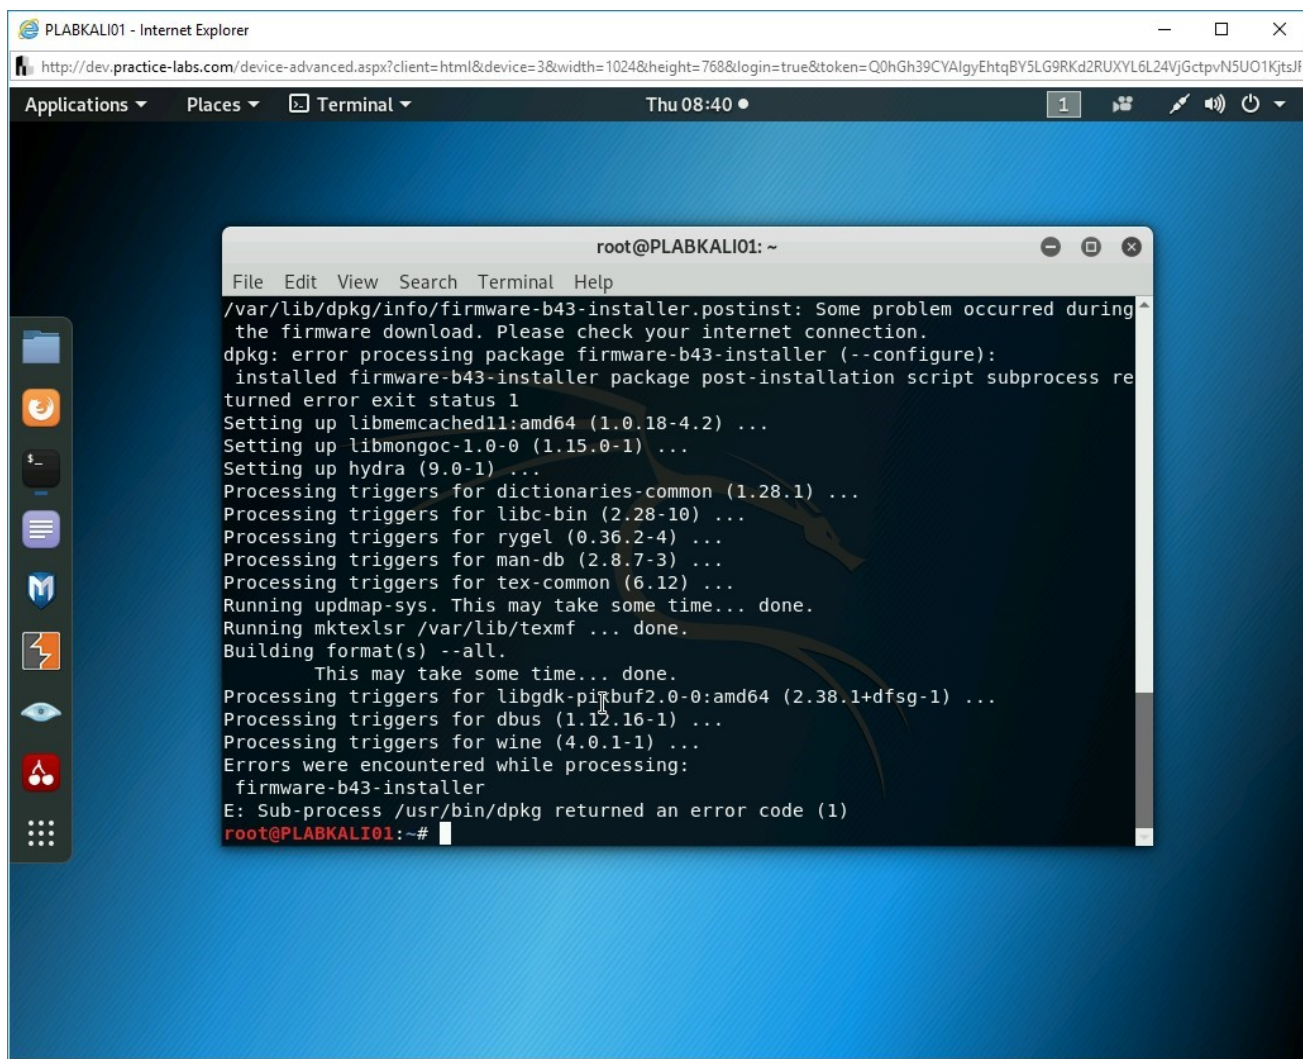 PLABKALI01 - Internet Explorer
http://dev.practice-labs.com/device-advanced.aspx?client=html&device=3&width=1024&height=768&login=true&token=Q0hGh39CYAIgyEhtqBY5LG9RKd2RUXYL6L24VjGctpvN5UO1KjtsJF
Applications Places Terminal Thu 08:40 1
root@PLABKALI01: ~
File Edit View Search Terminal Help
/var/lib/dpkg/info/firmware-b43-installer.postinst: Some problem occurred during
the firmware download. Please check your internet connection.
dpkg: error processing package firmware-b43-installer (--configure):
installed firmware-b43-installer package post-installation script subprocess re
turned error exit status 1
Setting up libmemcached11:amd64 (1.0.18-4.2) ...
Setting up libmongoc-1.0-0 (1.15.0-1) ...
Setting up hydra (9.0-1) ...
Processing triggers for dictionaries-common (1.28.1) ...
Processing triggers for libc-bin (2.28-10) ...
Processing triggers for rygel (0.36.2-4) ...
Processing triggers for man-db (2.8.7-3) ...
Processing triggers for tex-common (6.12) ...
Running updmap-sys. This may take some time... done.
Running mktexlsr /var/lib/texmf ... done.
Building format(s) --all.
This may take some time... done.
Processing triggers for libgdk-pixbuf2.0-0:amd64 (2.38.1+dfsg-1) ...
Processing triggers for dbus (1.12.16-1) ...
Processing triggers for wine (4.0.1-1) ...
Errors were encountered while processing:
firmware-b43-installer
E: Sub-process /usr/bin/dpkg returned an error code (1)
root@PLABKALI01:~#
$_